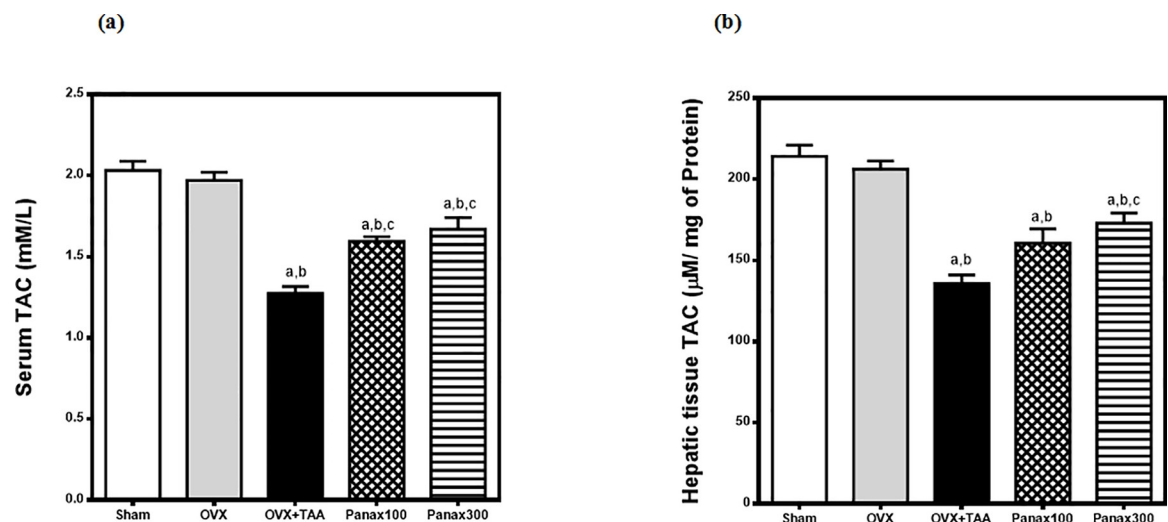 (a)
(b)
Serum TAC (mM/L)
2.5
2.0
1.5
1.0
0.5
0.0
a,b
a,b,c
a,b,c
Sham OVX OVX+TAA Panax100 Panax300
Hepatic tissue TAC (μM/ mg of Protein)
250
200
150
100
50
0
a,b
a,b
a,b,c
Sham OVX OVX+TAA Panax100 Panax300